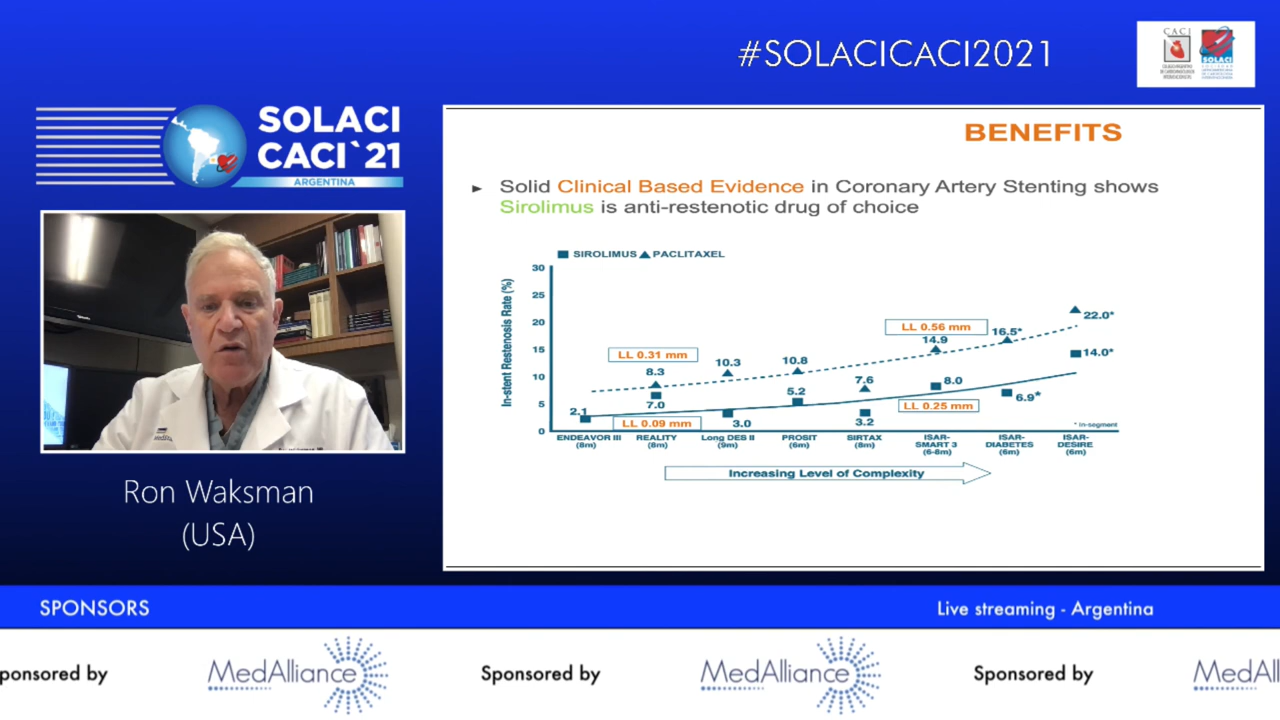 #SOLACICACI2021
CACI
SOLACI
SOLACI
CACI`21
ARGENTINA
BENEFITS
► Solid Clinical Based Evidence in Coronary Artery Stenting shows
Sirolimus is anti-restenotic drug of choice
SIROLIMUS PACLITAXEL
In-stent Restenosis Rate (%)
30
25
20
15
10
5
0
LL 0.31 mm
LL 0.56 mm
LL 0.09 mm
LL 0.25 mm
2.1
8.3
7.0
10.3
3.0
10.8
5.2
7.6
3.2
14.9
8.0
16.5*
6.9*
22.0*
14.0*
* In-segment
ENDEAVOR III
(8m)
REALITY
(8m)
Long DES II
(9m)
PROSIT
(6m)
SIRTAX
(8m)
ISAR-
SMART 3
(6-8m)
ISAR-
DIABETES
(6m)
ISAR-
DESIRE
(6m)
Increasing Level of Complexity
Ron Waksman
(USA)
SPONSORS
Live streaming - Argentina
ponsored by
MedAlliance
Sponsored by
MedAlliance
Sponsored by
MedAll